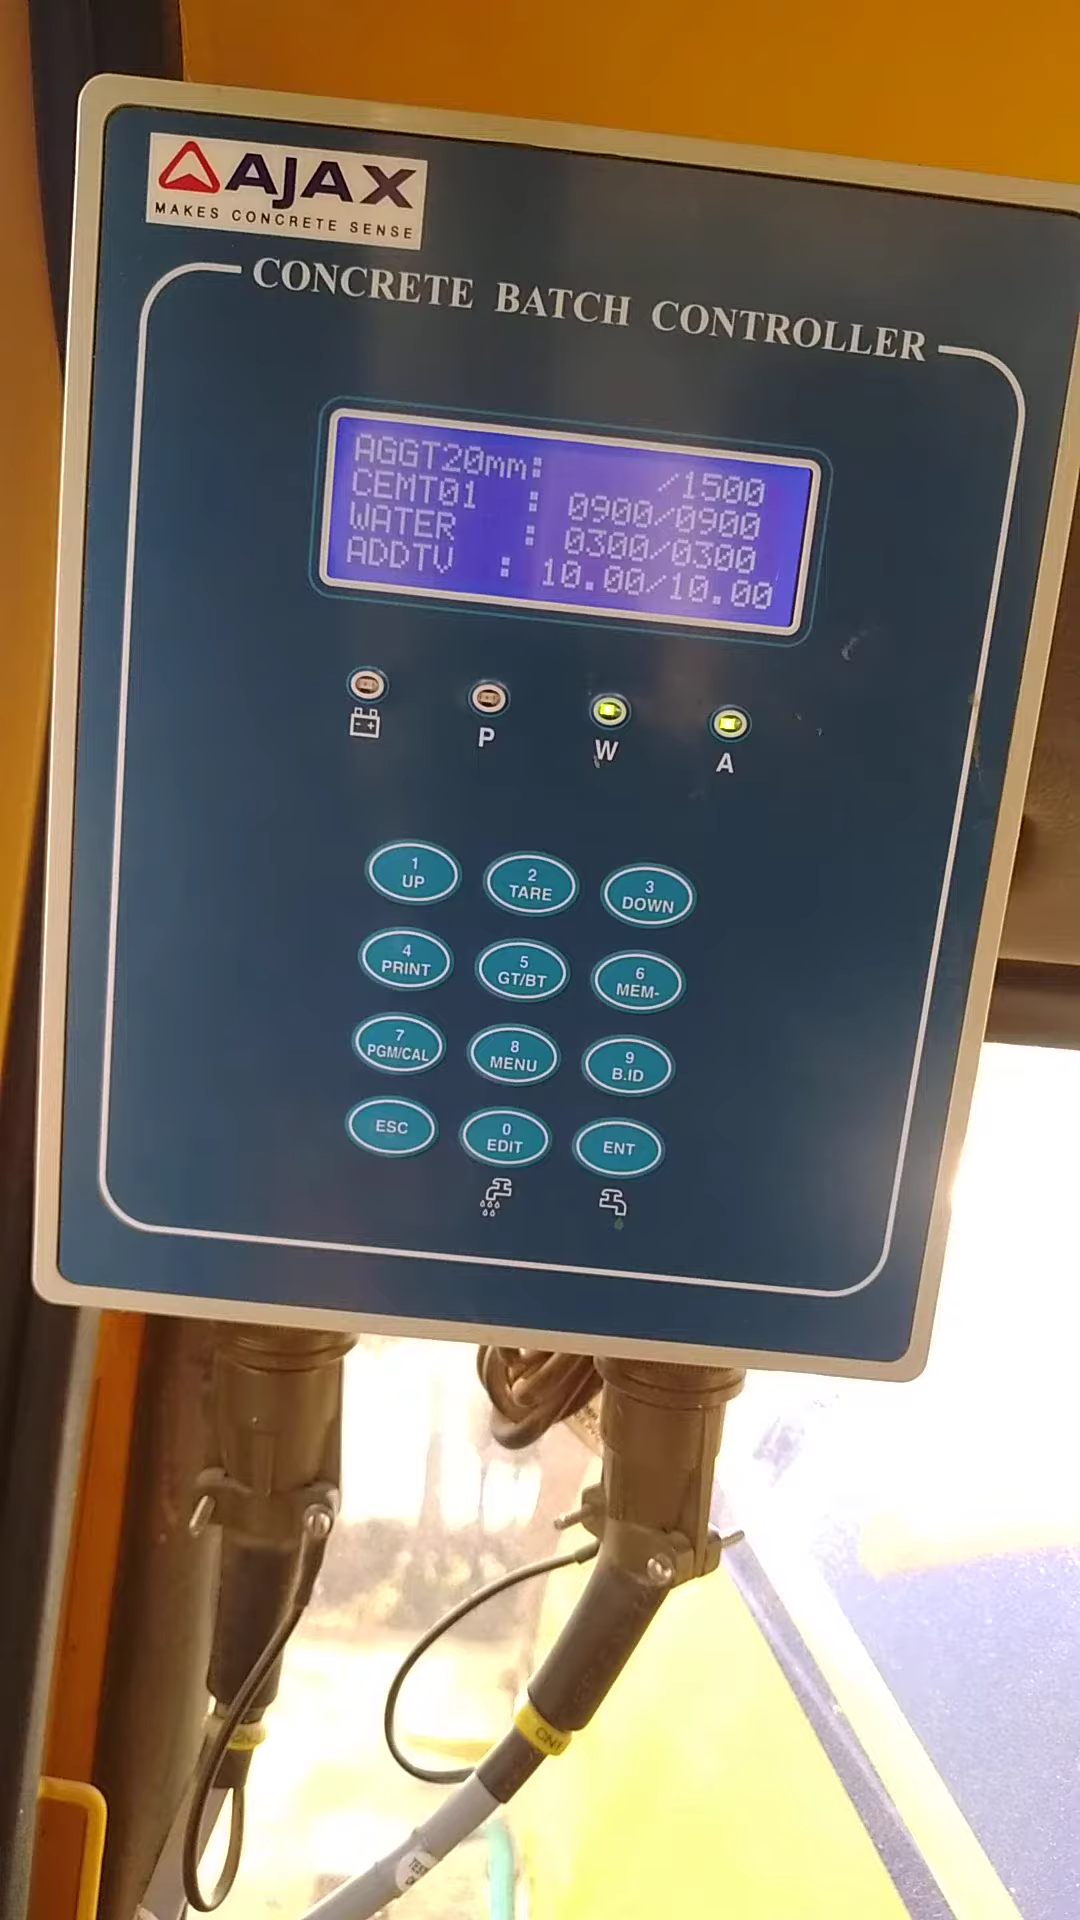 AJAX
MAKES CONCRETE SENSE
CONCRETE BATCH CONTROLLER
AGGT20mm: /1500
CEMT01 : 0900/0900
WATER : 0300/0300
ADDTV : 10.00/10.00
P W A
1 UP
2 TARE
3 DOWN
4 PRINT
5 GT/BT
6 MEM-
7 PGM/CAL
8 MENU
9 B.ID
ESC
0 EDIT
ENT